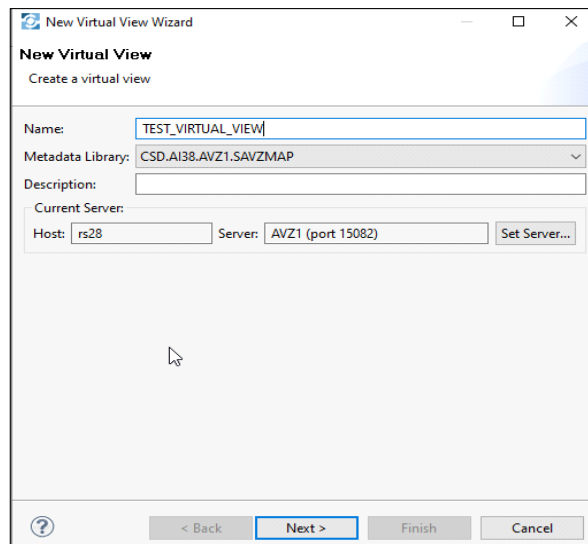 New Virtual View Wizard
New Virtual View
Create a virtual view
Name: TEST_VIRTUAL_VIEW
Metadata Library: CSD.AI38.AVZ1.SAVZMAP
Description:
Current Server:
Host: rs28 Server: AVZ1 (port 15082) Set Server...
? < Back Next > Finish Cancel